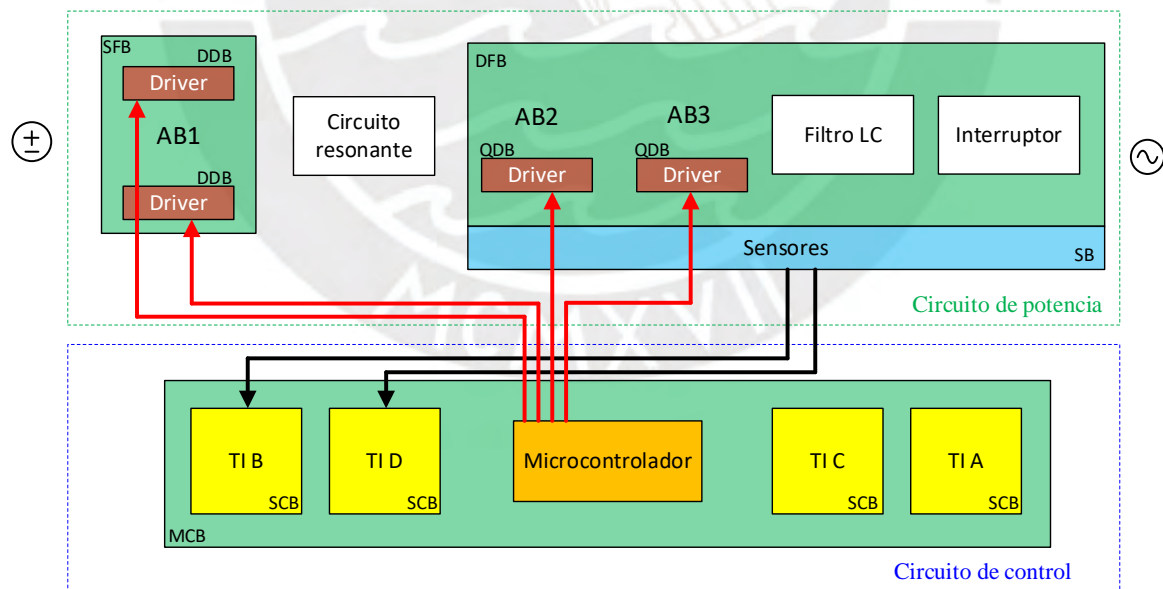 SFB
DDB
Driver
AB1
DDB
Driver
±
Circuito
resonante
DFB
AB2
QDB
Driver
AB3
QDB
Driver
Filtro LC
Interruptor
Sensores
SB
Circuito de potencia
TI B
SCB
TI D
SCB
Microcontrolador
TI C
SCB
TI A
SCB
MCB
Circuito de control